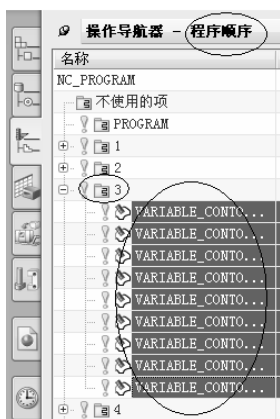 操作导航器 - 程序顺序
名称
NC_PROGRAM
不使用的项
PROGRAM
1
2
3
VARIABLE_CONTO...
VARIABLE_CONTO...
VARIABLE_CONTO...
VARIABLE_CONTO...
VARIABLE_CONTO...
VARIABLE_CONTO...
VARIABLE_CONTO...
VARIABLE_CONTO...
VARIABLE_CONTO...
4